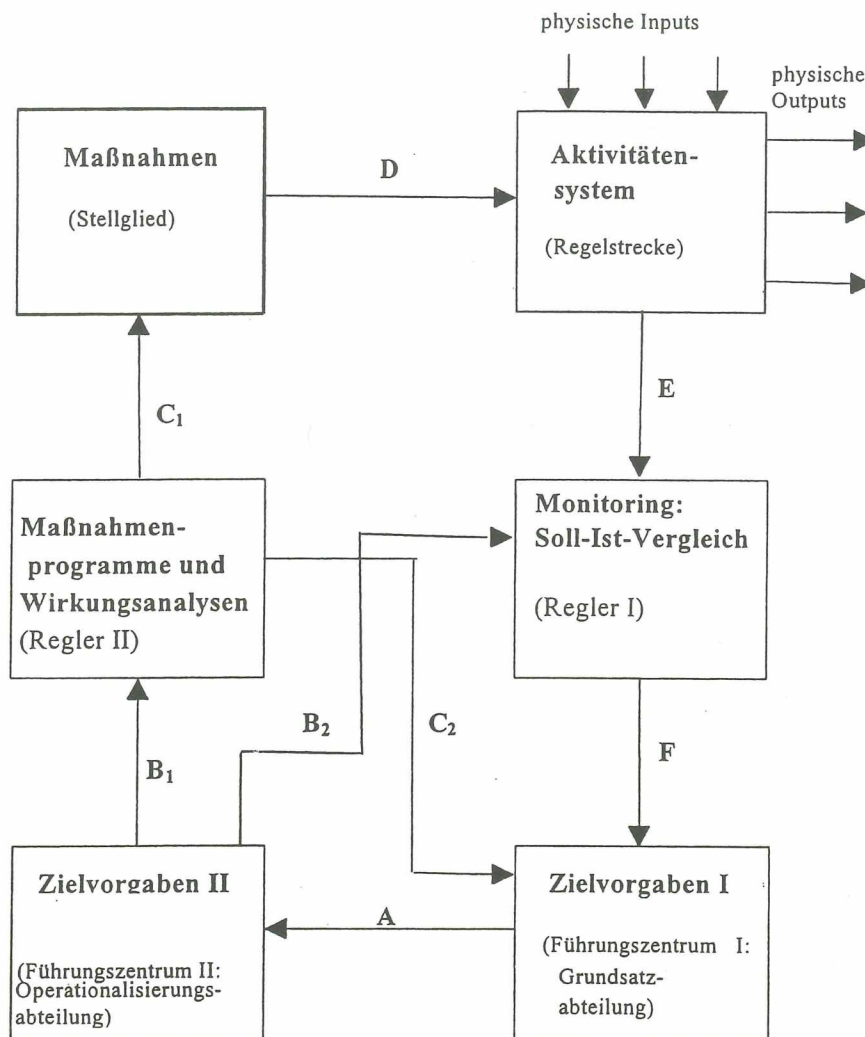 physische Inputs
physische
Outputs
Maßnahmen
(Stellglied)
D
Aktivitäten-
system
(Regelstrecke)
C₁
E
Maßnahmen-
programme und
Wirkungsanalysen
(Regler II)
Monitoring:
Soll-Ist-Vergleich
(Regler I)
B₁
B₂
C₂
F
Zielvorgaben II
(Führungszentrum II:
Operationalisierungs-
abteilung)
A
Zielvorgaben I
(Führungszentrum I:
Grundsatz-
abteilung)